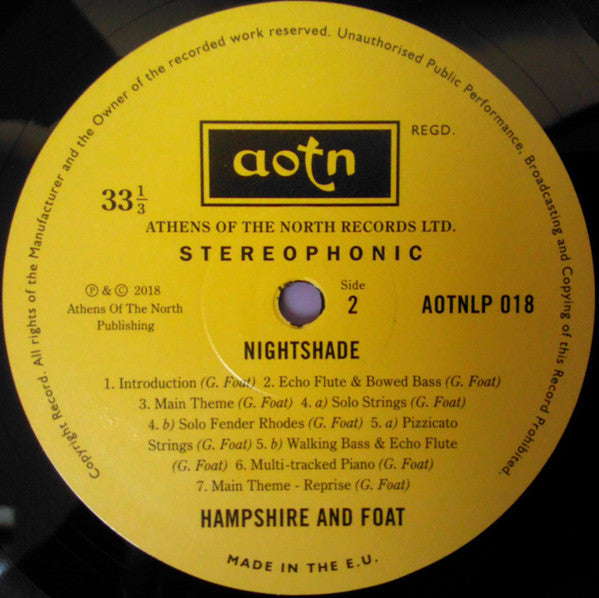 Copyright Record. All rights of the Manufacturer and the Owner of the recorded work reserved. Unauthorised Public Performance, Broadcasting and Copying of this Record Prohibited.
REGD.
aotn
33 1/3
ATHENS OF THE NORTH RECORDS LTD.
STEREOPHONIC
℗ & © 2018
Athens Of The North
Publishing
Side
2
AOTNLP 018
NIGHTSHADE
1. Introduction (G. Foat) 2. Echo Flute & Bowed Bass (G. Foat)
3. Main Theme (G. Foat) 4. a) Solo Strings (G. Foat)
4. b) Solo Fender Rhodes (G. Foat) 5. a) Pizzicato
Strings (G. Foat) 5. b) Walking Bass & Echo Flute
(G. Foat) 6. Multi-tracked Piano (G. Foat)
7. Main Theme - Reprise (G. Foat)
HAMPSHIRE AND FOAT
MADE IN THE E.U.